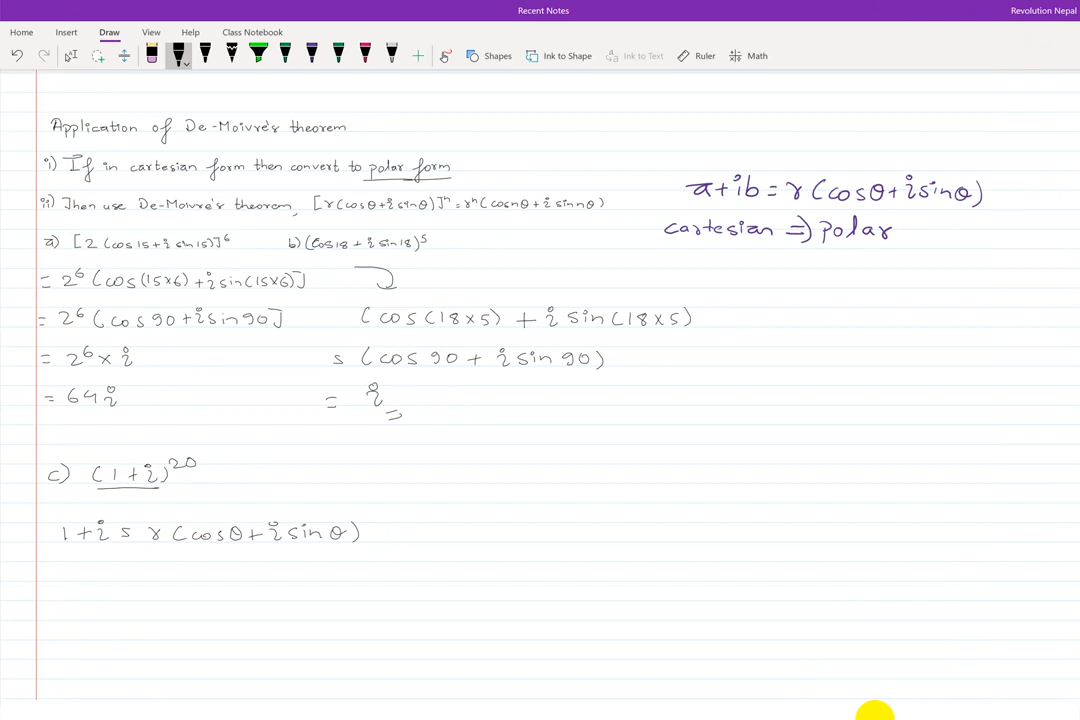 Recent Notes
Revolution Nepal
Home Insert Draw View Help Class Notebook
Shapes Ink to Shape Ink to Text Ruler Math
Application of De-Moivre's theorem
i) If in cartesian form then convert to polar form
ii) Then use De-Moivre's theorem, [r(cosθ+i sinθ)]ⁿ=rⁿ(cosnθ+i sinnθ)
a+ib=r(cosθ+isinθ)
cartesian ⇒ polar
a) [2(cos15+i sin15)]⁶ b)(cos18+i sin18)⁵
= 2⁶(cos(15×6)+isin(15×6)]
= 2⁶(cos90+isin90] (cos(18×5)+i sin(18×5)
= 2⁶×i s (cos 90+i sin 90)
= 64i = i
c) (1+i)²⁰
1+i s r(cosθ+i sinθ)